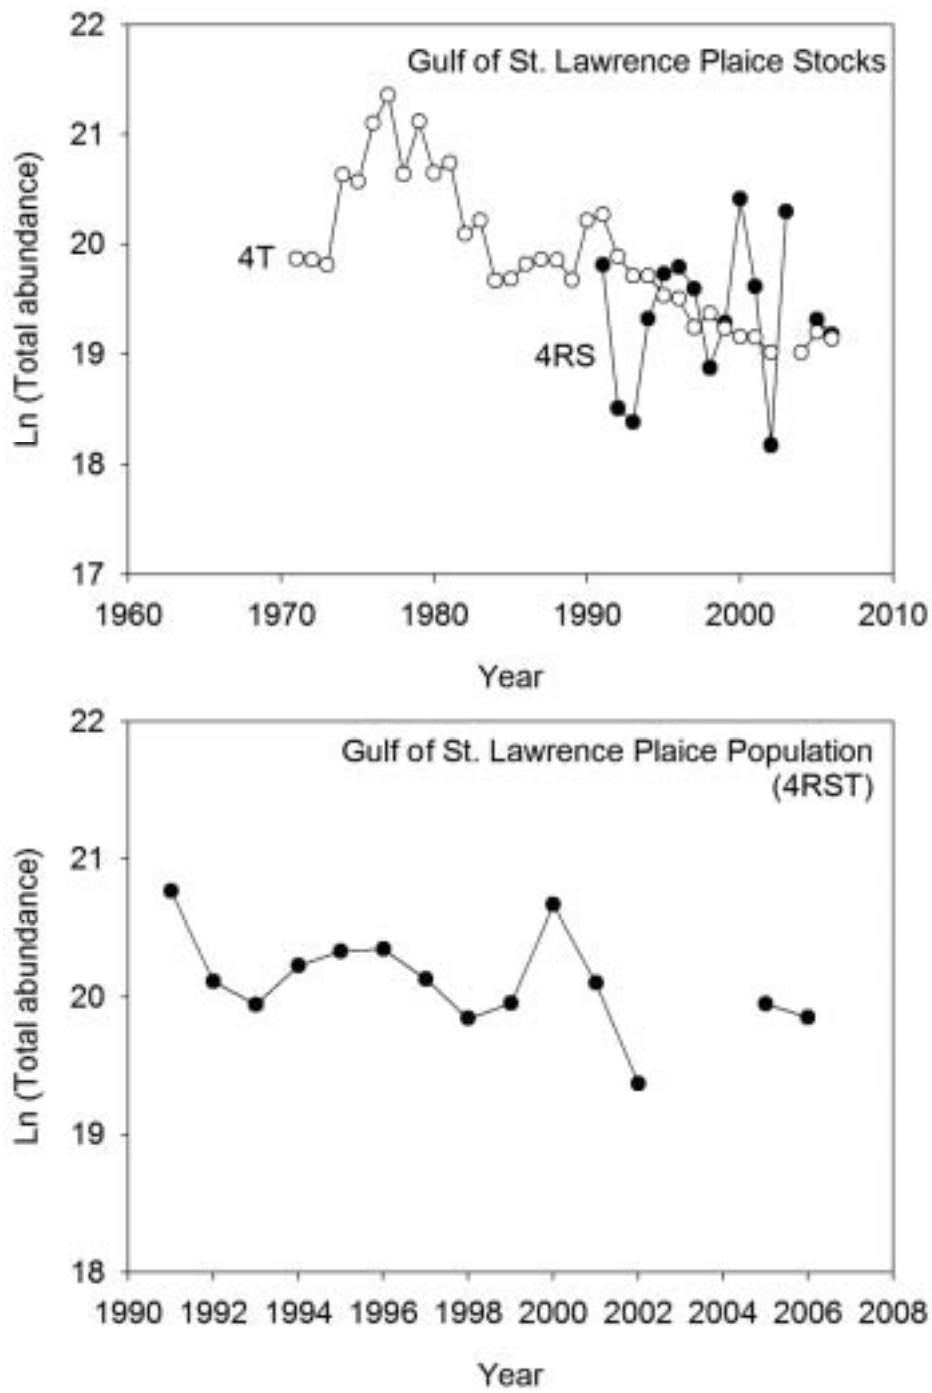 22
Gulf of St. Lawrence Plaice Stocks
21
20
4T
19
4RS
18
17
Ln (Total abundance)
1960 1970 1980 1990 2000 2010
Year
22
Gulf of St. Lawrence Plaice Population
(4RST)
21
20
19
18
Ln (Total abundance)
1990 1992 1994 1996 1998 2000 2002 2004 2006 2008
Year